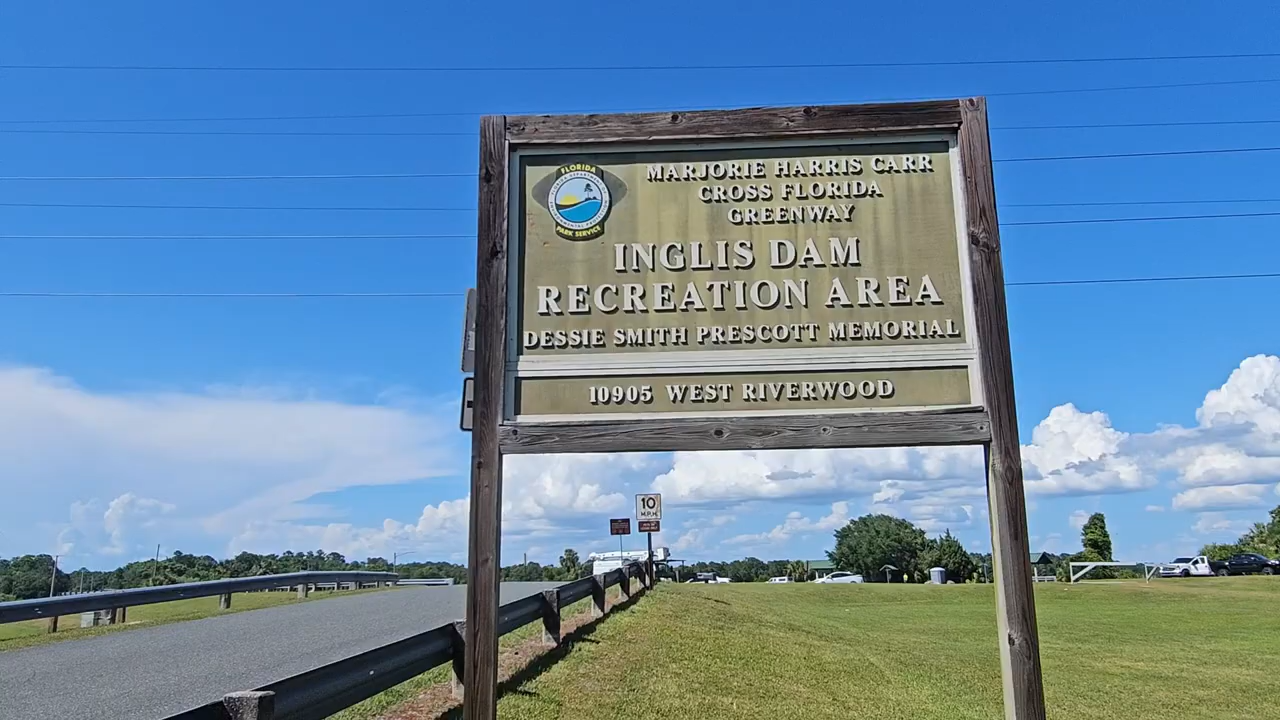 FLORIDA
PARK SERVICE
MARJORIE HARRIS CARR
CROSS FLORIDA
GREENWAY
INGLIS DAM
RECREATION AREA
DESSIE SMITH PRESCOTT MEMORIAL
10905 WEST RIVERWOOD
10
M.P.H.